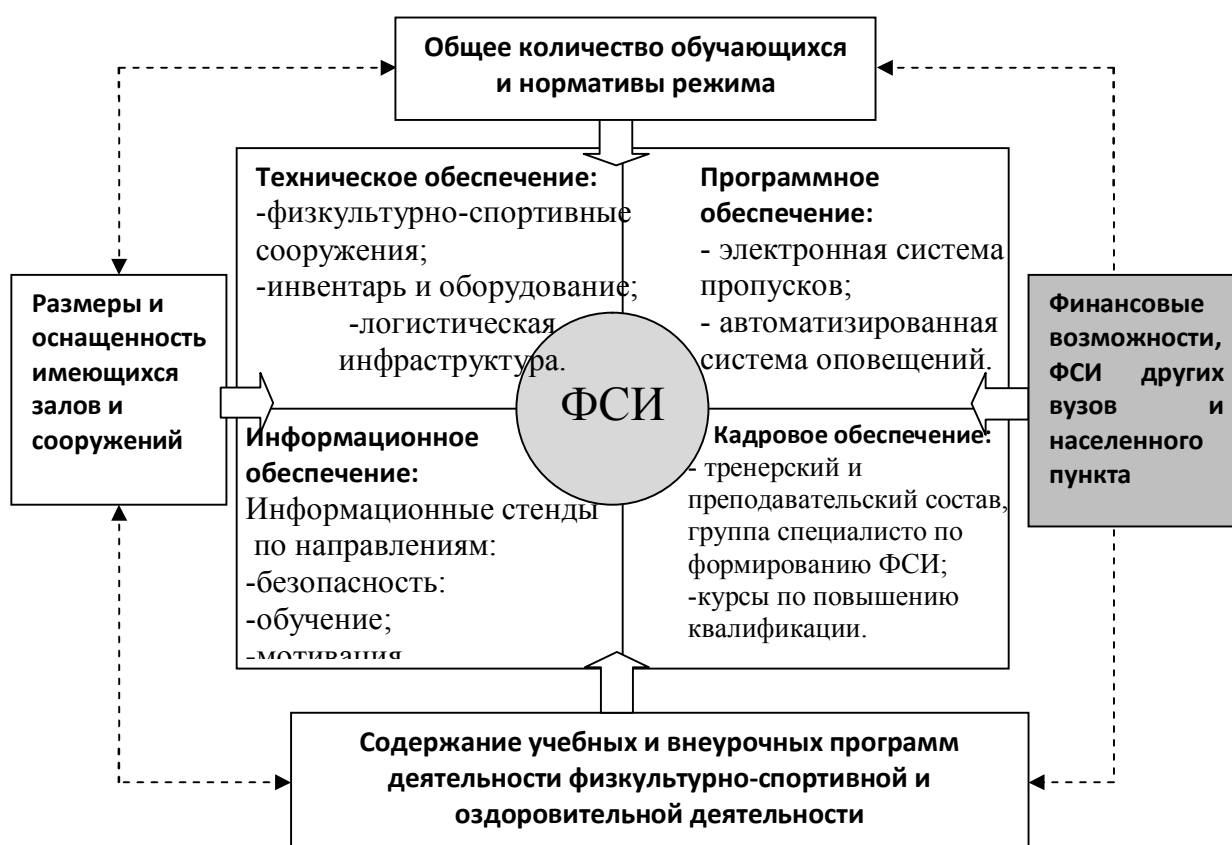 Общее количество обучающихся
и нормативы режима
Техническое обеспечение:
-физкультурно-спортивные
сооружения;
-инвентарь и оборудование;
-логистическая
инфраструктура.
Программное
обеспечение:
- электронная система
пропусков;
- автоматизированная
система оповещений.
Размеры и
оснащенность
имеющихся
залов и
сооружений
ФСИ
Финансовые
возможности,
ФСИ других
вузов и
населенного
пункта
Информационное
обеспечение:
Информационные стенды
по направлениям:
-безопасность:
-обучение;
-мотивация
Кадровое обеспечение:
- тренерский и
преподавательский состав,
группа специалисто по
формированию ФСИ;
-курсы по повышению
квалификации.
Содержание учебных и внеурочных программ
деятельности физкультурно-спортивной и
оздоровительной деятельности